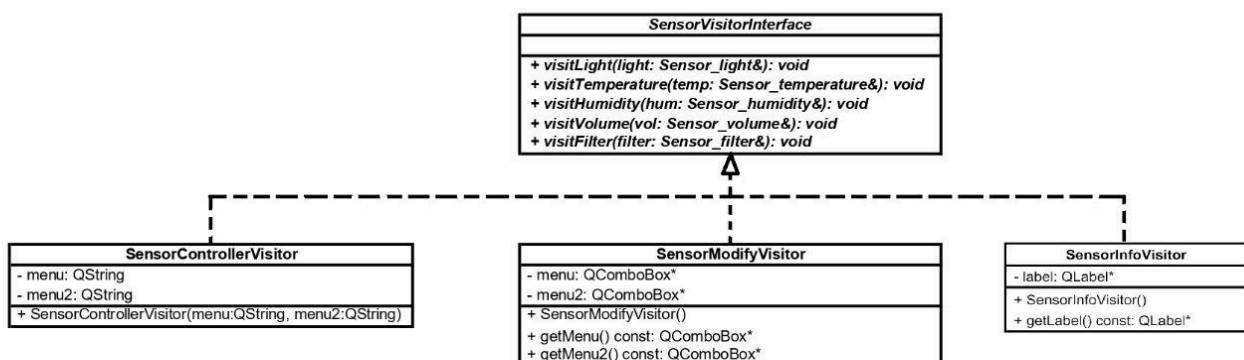 SensorVisitorInterface
+ visitLight(light: Sensor_light&): void
+ visitTemperature(temp: Sensor_temperature&): void
+ visitHumidity(hum: Sensor_humidity&): void
+ visitVolume(vol: Sensor_volume&): void
+ visitFilter(filter: Sensor_filter&): void
SensorControllerVisitor
- menu: QString
- menu2: QString
+ SensorControllerVisitor(menu:QString, menu2:QString)
SensorModifyVisitor
- menu: QComboBox*
- menu2: QComboBox*
+ SensorModifyVisitor()
+ getMenu() const: QComboBox*
+ getMenu2() const: QComboBox*
SensorInfoVisitor
- label: QLabel*
+ SensorInfoVisitor()
+ getLabel() const: QLabel*